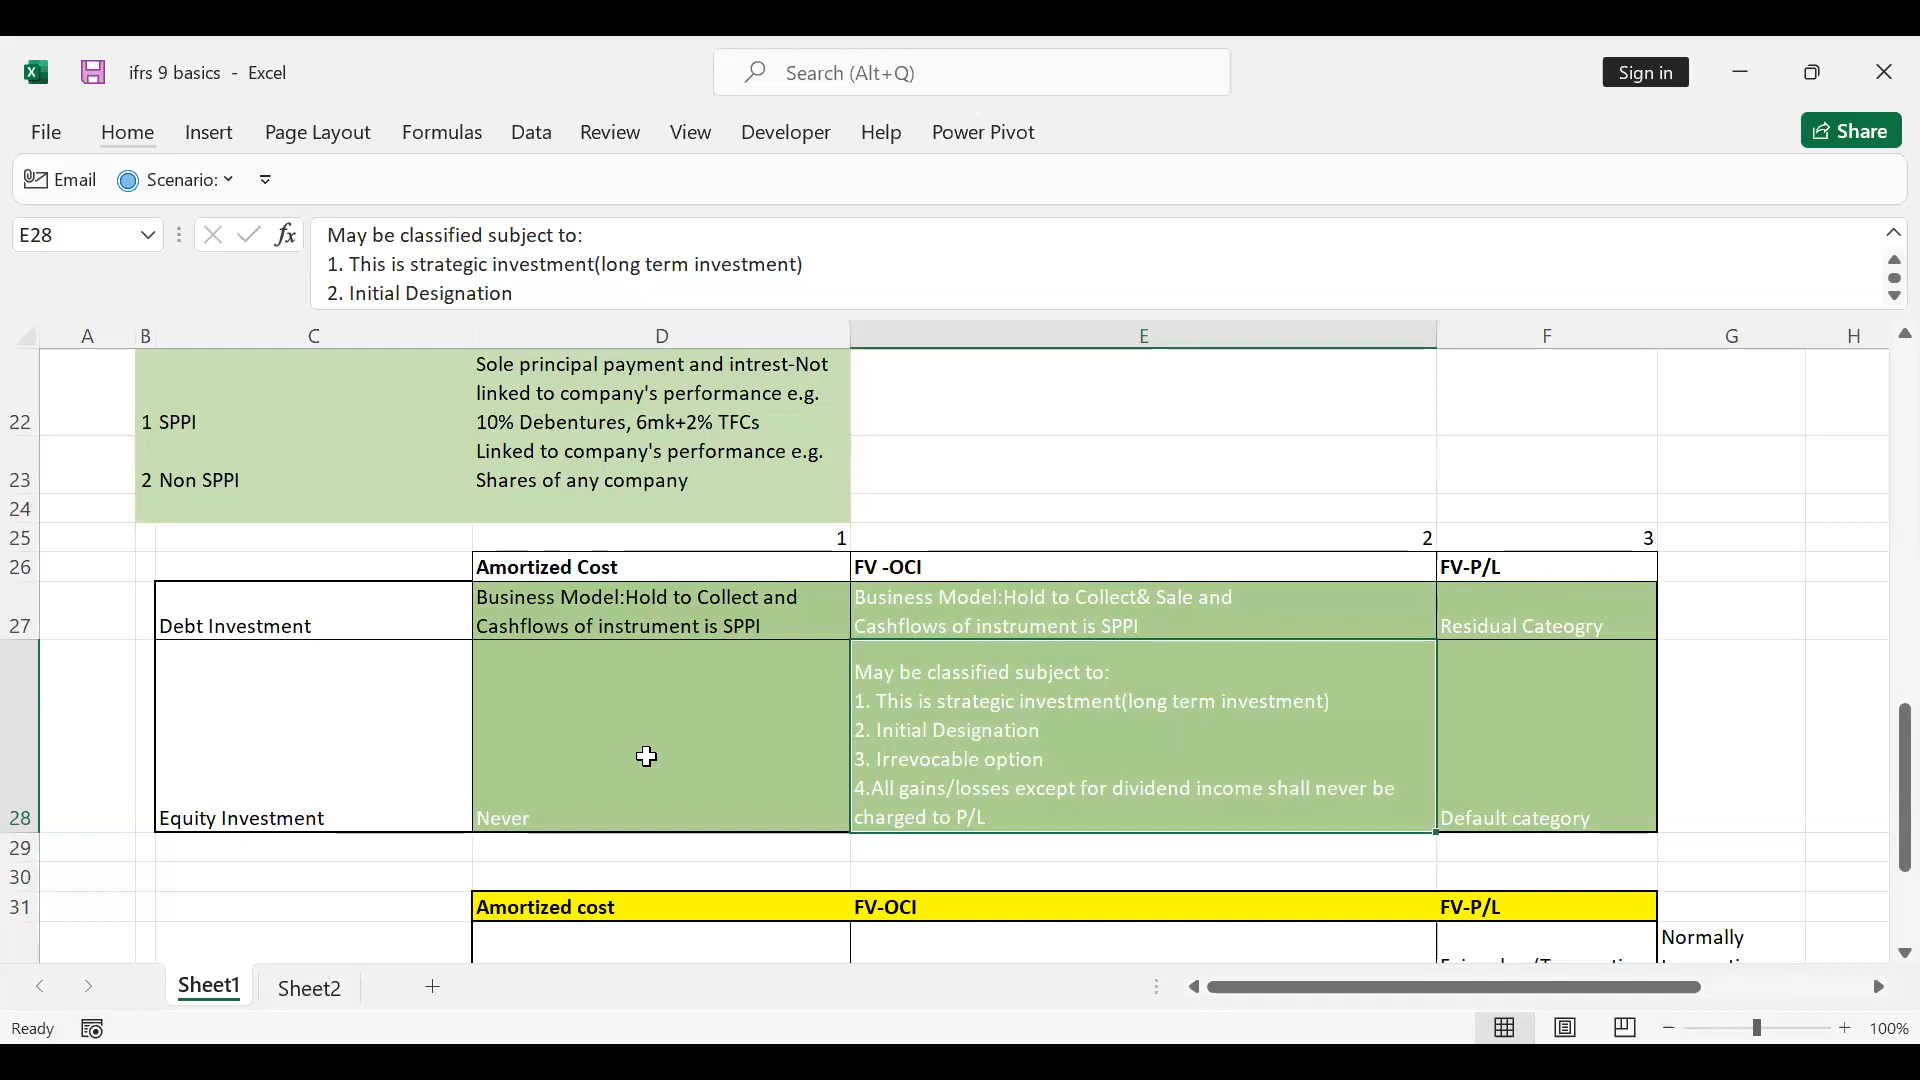 ifrs 9 basics - Excel
Search (Alt+Q)
Sign in
File Home Insert Page Layout Formulas Data Review View Developer Help Power Pivot
Share
Email Scenario:
E28
fx
May be classified subject to:
1. This is strategic investment(long term investment)
2. Initial Designation
A B C D E F G H
Sole principal payment and intrest-Not
linked to company's performance e.g.
22 1 SPPI 10% Debentures, 6mk+2% TFCs
Linked to company's performance e.g.
23 2 Non SPPI Shares of any company
24
25 1 2 3
26 Amortized Cost FV -OCI FV-P/L
Business Model:Hold to Collect and Business Model:Hold to Collect& Sale and
27 Debt Investment Cashflows of instrument is SPPI Cashflows of instrument is SPPI Residual Cateogry
May be classified subject to:
1. This is strategic investment(long term investment)
2. Initial Designation
3. Irrevocable option
4.All gains/losses except for dividend income shall never be
28 Equity Investment Never charged to P/L Default category
29
30
31 Amortized cost FV-OCI FV-P/L
Normally
Sheet1 Sheet2
Ready
100%